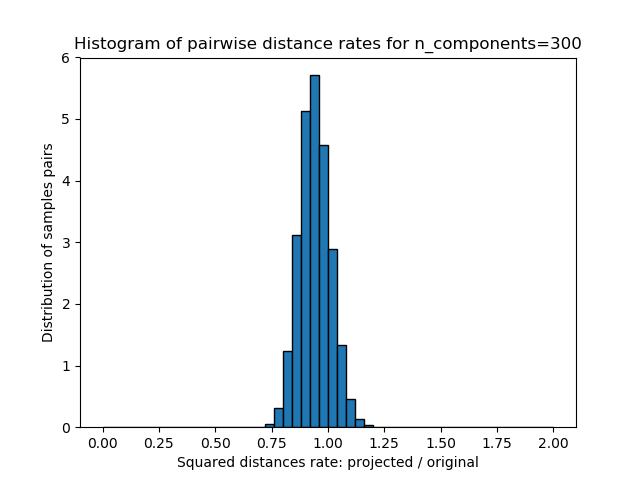 Histogram of pairwise distance rates for n_components=300
Distribution of samples pairs
6
5
4
3
2
1
0
0.00 0.25 0.50 0.75 1.00 1.25 1.50 1.75 2.00
Squared distances rate: projected / original